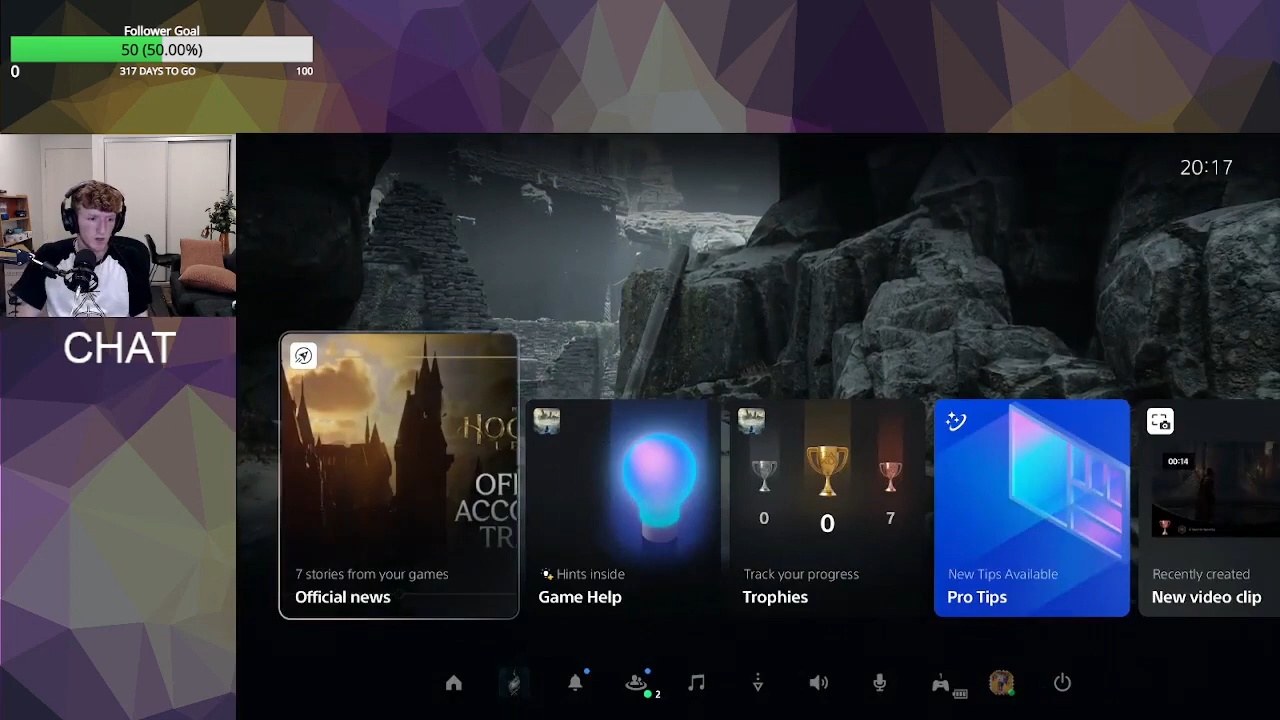 Follower Goal
50 (50.00%)
0
317 DAYS TO GO
100
20:17
CHAT
OFF
ACCO
TR
7 stories from your games
Official news
Hints inside
Game Help
0
0
7
Track your progress
Trophies
New Tips Available
Pro Tips
00:14
Recently created
New video clip
2